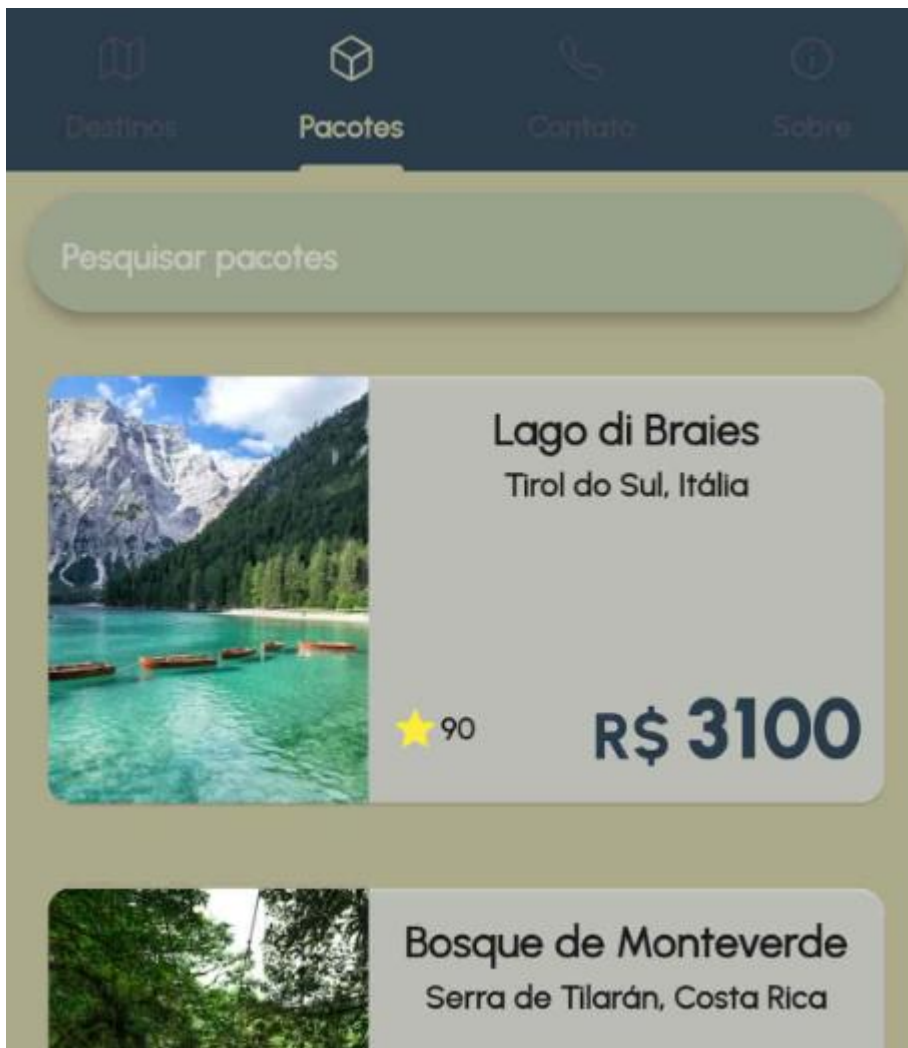 Destinos
Pacotes
Contato
Sobre
Pesquisar pacotes
Lago di Braies
Tirol do Sul, Itália
90
R$ 3100
Bosque de Monteverde
Serra de Tilarán, Costa Rica